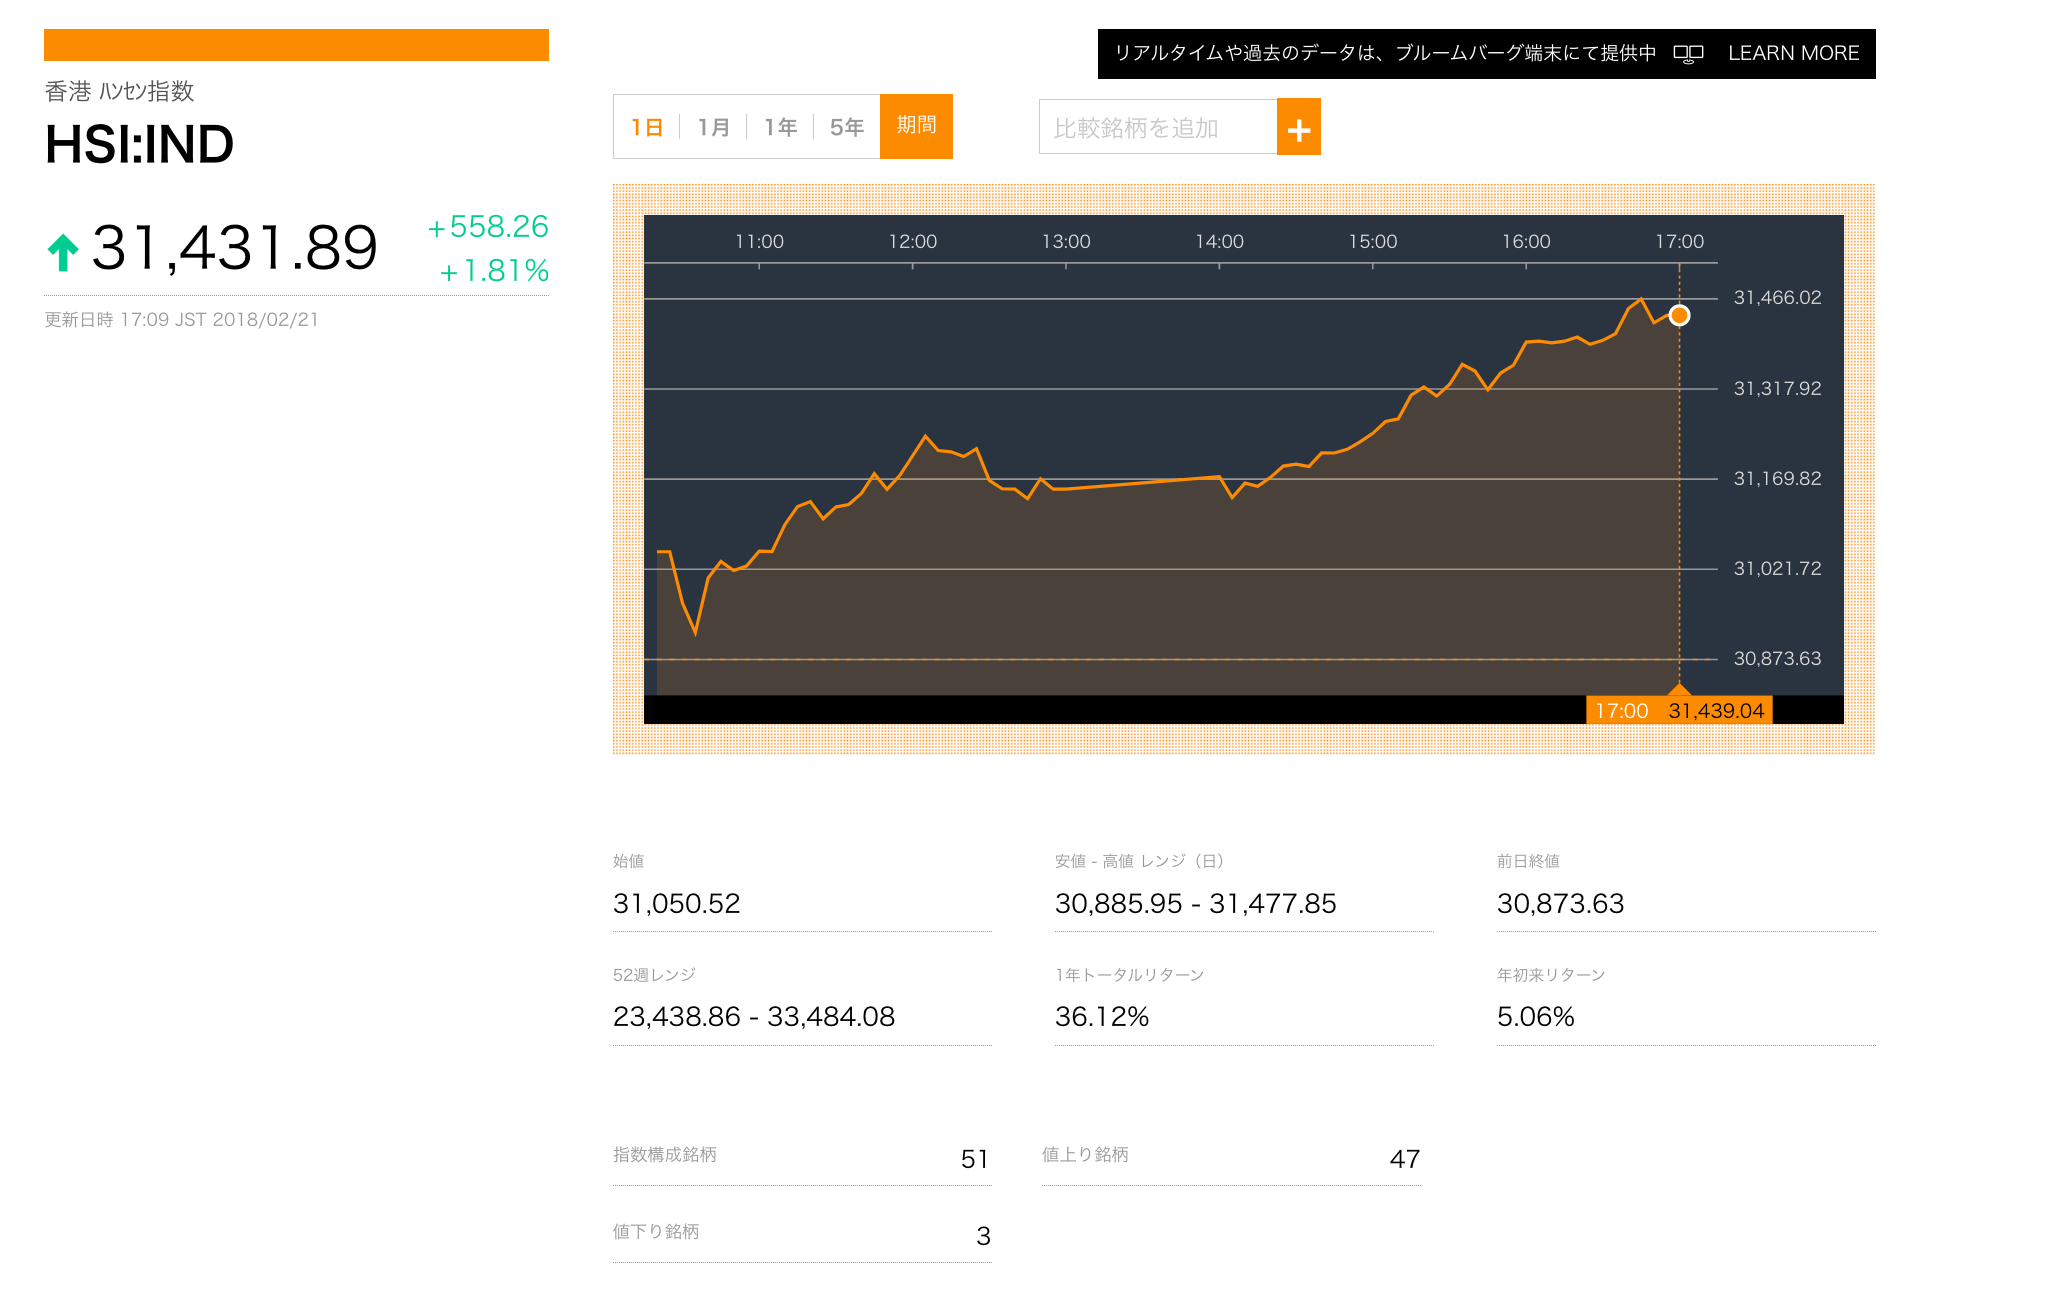 リアルタイムや過去のデータは、ブルームバーグ端末にて提供中 LEARN MORE
香港 ﾊﾝｾﾝ指数
HSI:IND
1日 1月 1年 5年 期間
比較銘柄を追加 +
31,431.89
+558.26
+1.81%
更新日時 17:09 JST 2018/02/21
11:00 12:00 13:00 14:00 15:00 16:00 17:00
31,466.02
31,317.92
31,169.82
31,021.72
30,873.63
17:00 31,439.04
始値
31,050.52
安値 - 高値 レンジ（日）
30,885.95 - 31,477.85
前日終値
30,873.63
52週レンジ
23,438.86 - 33,484.08
1年トータルリターン
36.12%
年初来リターン
5.06%
指数構成銘柄 51
値上り銘柄 47
値下り銘柄 3